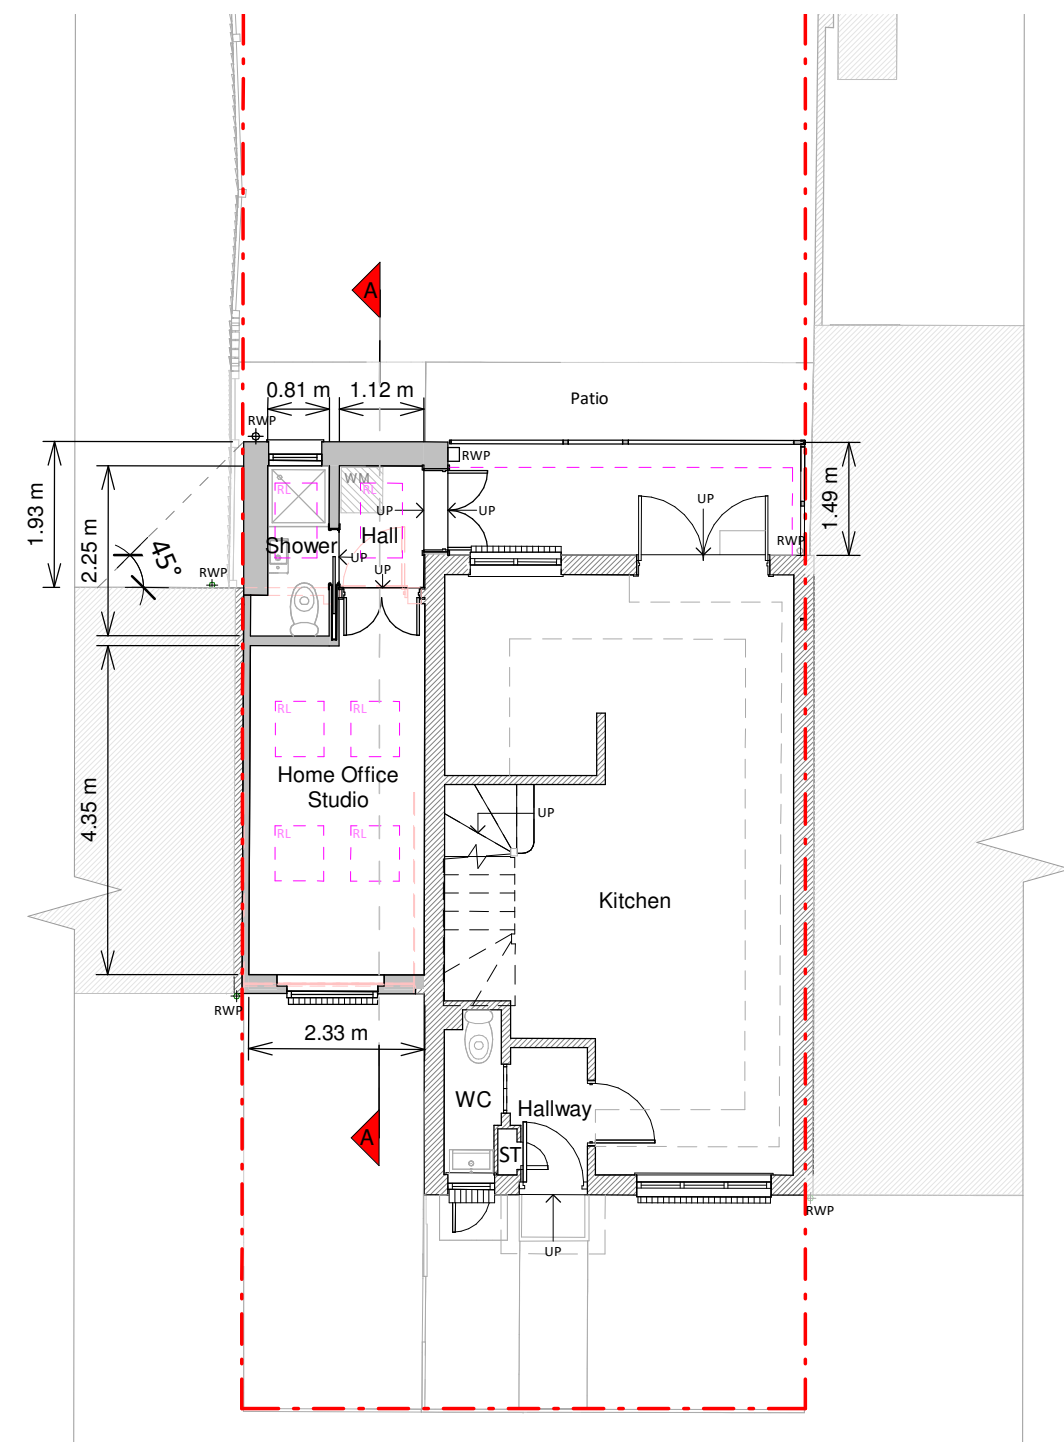 A
0.81 m
1.12 m
Patio
RWP
RWP
1.93 m
2.25 m
45°
WM
RL
RL
UP
UP
UP
1.49 m
Shower
Hall
RWP
UP
UP
RWP
RL
RL
Home Office
Studio
4.35 m
RL
RL
UP
Kitchen
RWP
2.33 m
WC
Hallway
A
ST
RWP
UP